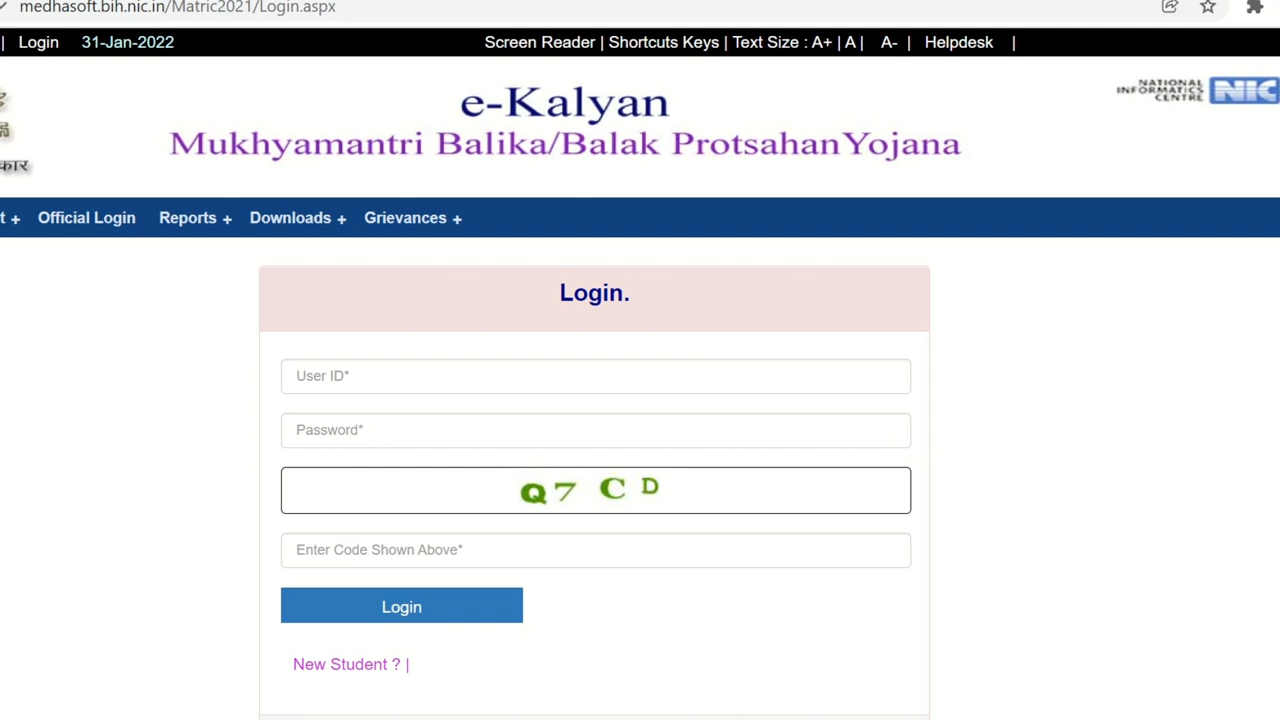 medhasoft.bih.nic.in/Matric2021/Login.aspx
| Login 31-Jan-2022 Screen Reader | Shortcuts Keys | Text Size : A+ | A | A- | Helpdesk |
NATIONAL
INFORMATICS
CENTRE
NIC
e-Kalyan
Mukhyamantri Balika/Balak ProtsahanYojana
t + Official Login Reports + Downloads + Grievances +
Login.
User ID*
Password*
Q7 C D
Enter Code Shown Above*
Login
New Student ? |